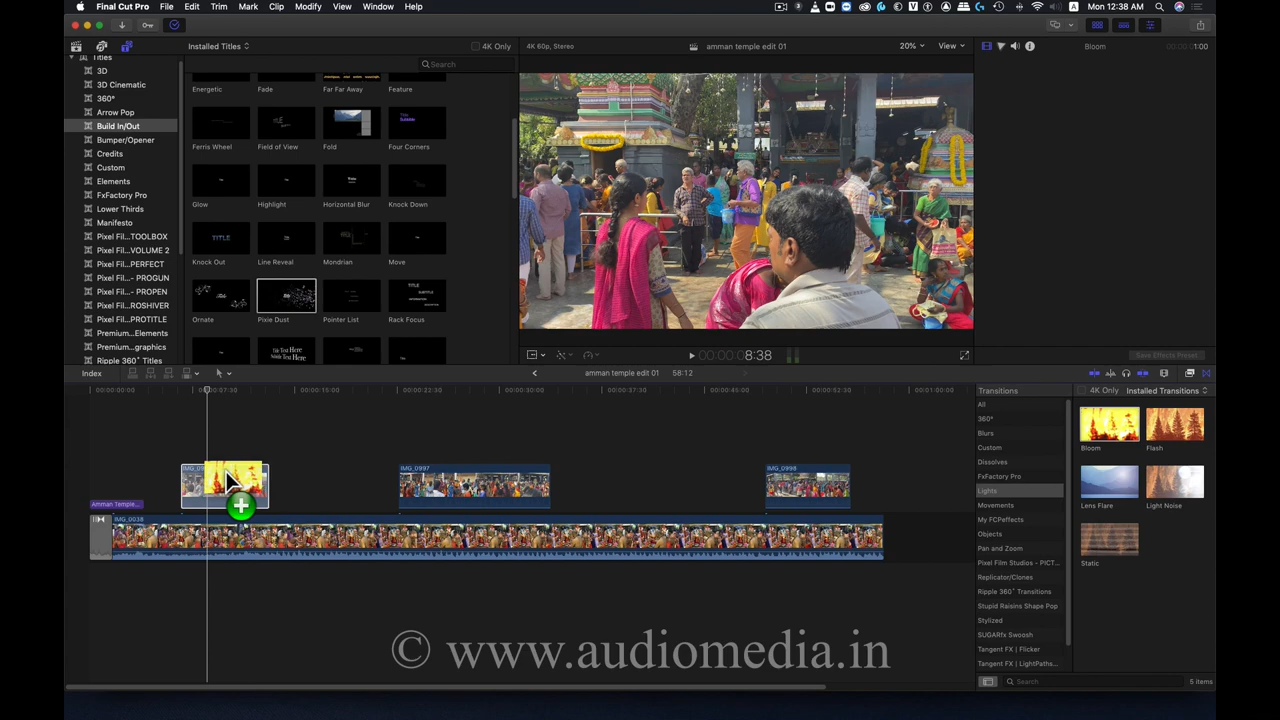 Final Cut Pro File Edit Trim Mark Clip Modify View Window Help
Mon 12:38 AM
Installed Titles
4K Only
4K 60p, Stereo
amman temple edit 01
20%
View
Bloom
1:00
Search
Titles
3D
3D Cinematic
360°
Arrow Pop
Build In/Out
Bumper/Opener
Credits
Custom
Elements
FxFactory Pro
Lower Thirds
Manifesto
Pixel Fil...TOOLBOX
Pixel Fil...VOLUME 2
Pixel Fil...PERFECT
Pixel Fil... - PROGUN
Pixel Fil... - PROPEN
Pixel Fil...ROSHIVER
Pixel Fil...PROTITLE
Premium...Elements
Premium...graphics
Ripple 360° Titles
Energetic
Fade
Far Far Away
Feature
Ferris Wheel
Field of View
Fold
Four Corners
Glow
Highlight
Horizontal Blur
Knock Down
TITLE
Knock Out
Line Reveal
Mondrian
Move
Ornate
Pixie Dust
Pointer List
Rack Focus
00:00:00:08:38
Save Effects Preset
Index
amman temple edit 01
58:12
00:00:00:00
00:00:07:30
00:00:15:00
00:00:22:30
00:00:30:00
00:00:37:30
00:00:45:00
00:00:52:30
00:01:00:00
IMG_0997
IMG_0998
Amman Temple...
IMG_0038
Transitions
4K Only
Installed Transitions
All
360°
Blurs
Custom
Dissolves
FxFactory Pro
Lights
Movements
My FCPeffects
Objects
Pan and Zoom
Pixel Film Studios - PICT...
Replicator/Clones
Ripple 360° Transitions
Stupid Raisins Shape Pop
Stylized
SUGARfx Swoosh
Tangent FX | Flicker
Tangent FX | LightPaths...
Bloom
Flash
Lens Flare
Light Noise
Static
Search
5 items
© www.audiomedia.in